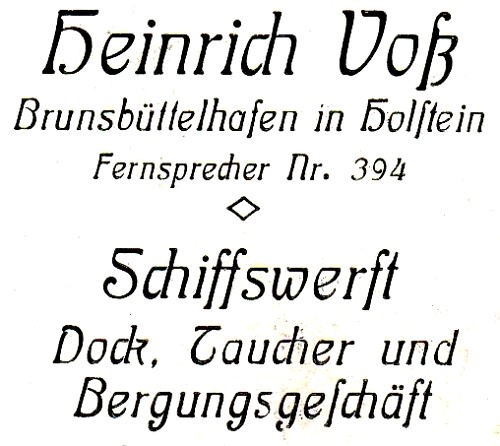 Heinrich Voß
Brunsbüttelhafen in Holſtein
Fernsprecher Nr. 394
Schiffswerft
Dock, Taucher und
Bergungsgeſchäft